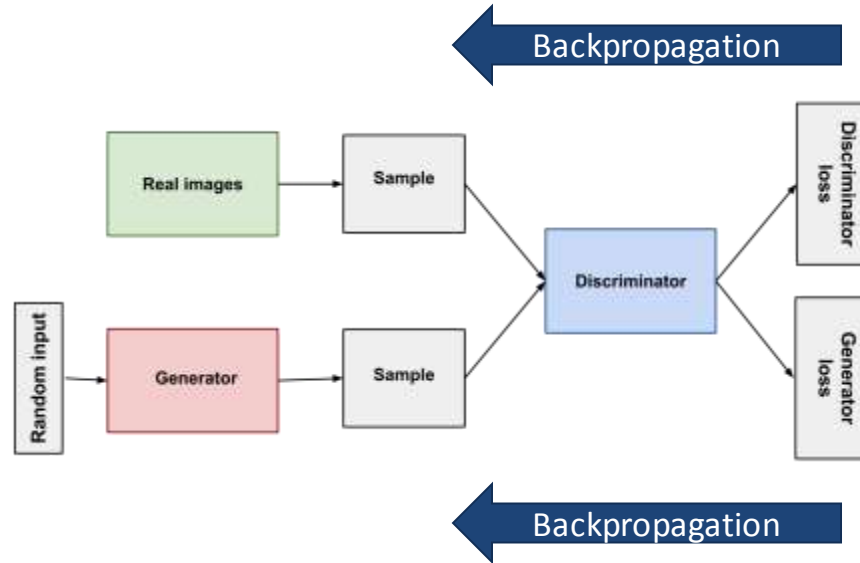 Backpropagation
Real images
Sample
Discriminator
loss
Discriminator
Random input
Generator
Sample
Generator
loss
Backpropagation